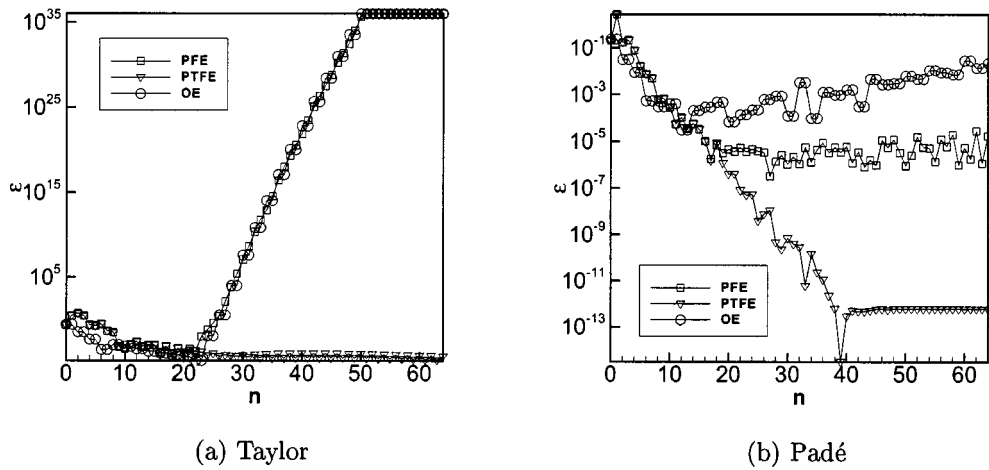 10^35
10^25
10^15
10^5
ε
PFE
PTFE
OE
0 10 20 30 40 50 60
n
(a) Taylor
10^-1
10^-3
10^-5
10^-7
10^-9
10^-11
10^-13
ε
PFE
PTFE
OE
0 10 20 30 40 50 60
n
(b) Padé